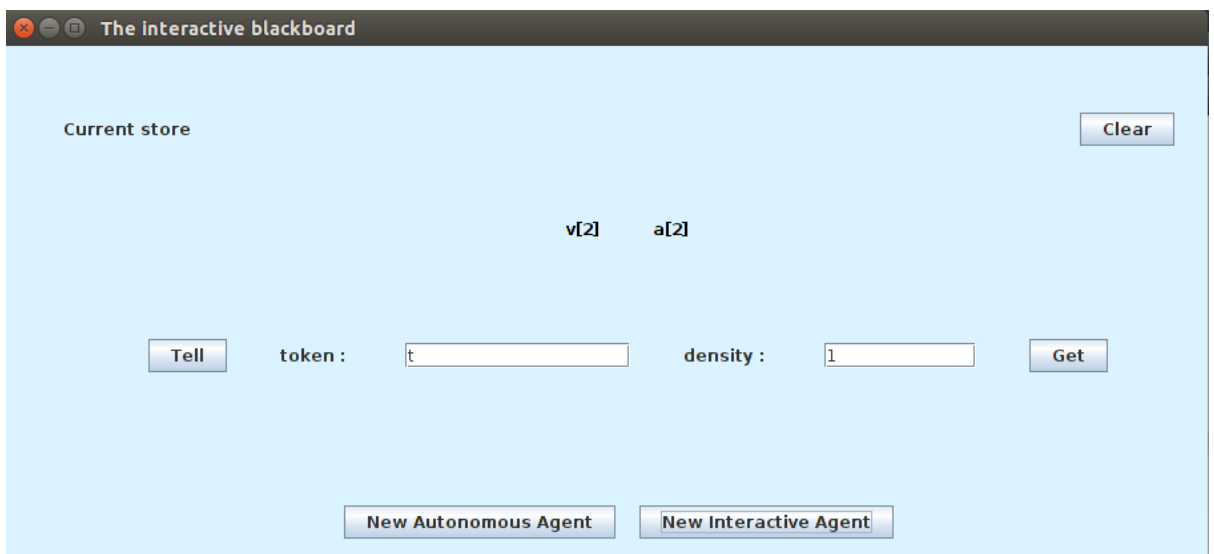 The interactive blackboard
Current store Clear
v[2] a[2]
Tell token : t density : 1 Get
New Autonomous Agent New Interactive Agent